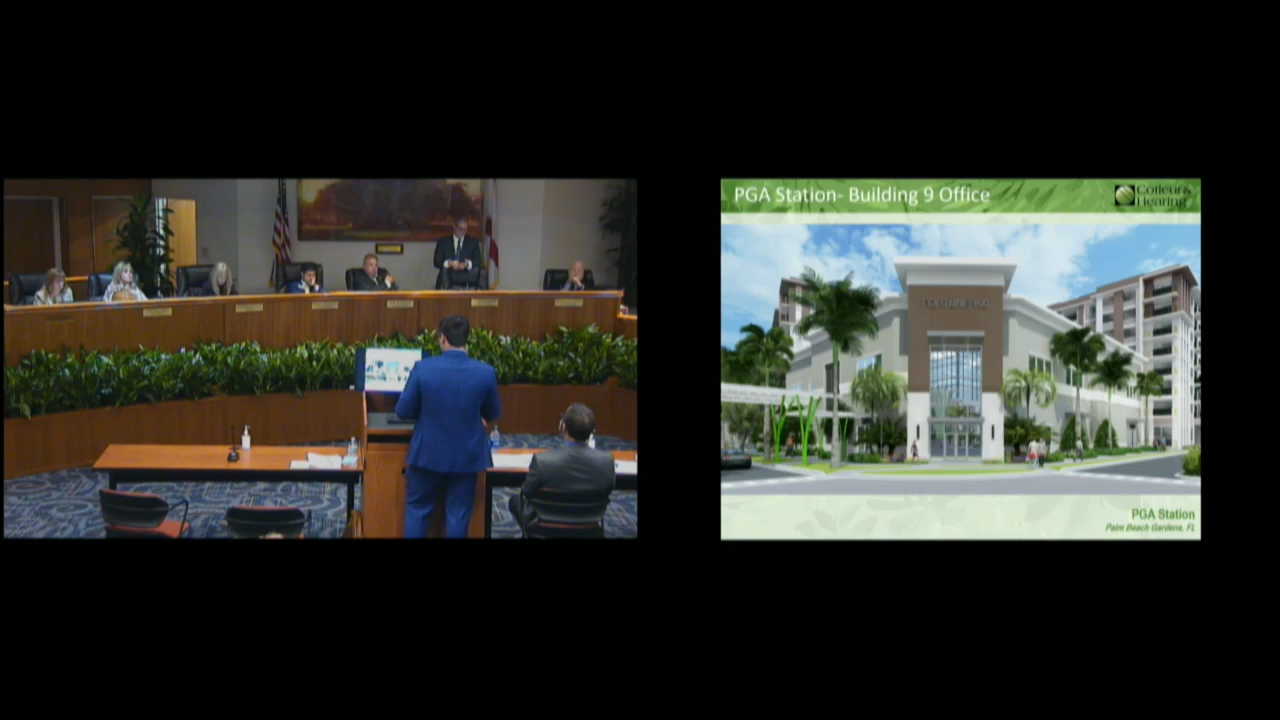 PGA Station- Building 9 Office
Cotleur&
Hearing
PGA Station
Palm Beach Gardens, FL